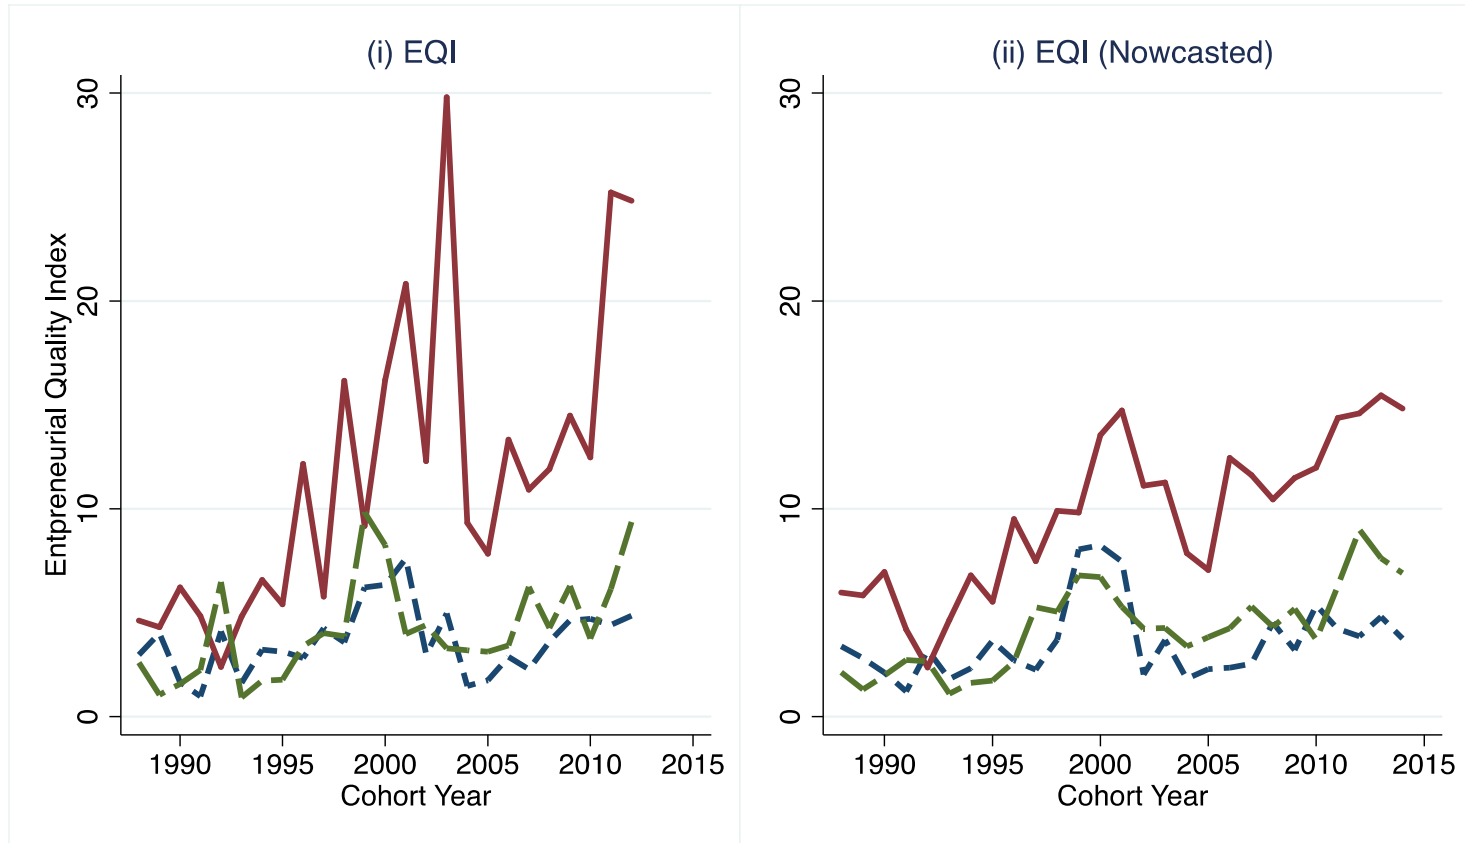 (i) EQI
Entpreneurial Quality Index
30
20
10
0
1990 1995 2000 2005 2010 2015
Cohort Year
(ii) EQI (Nowcasted)
30
20
10
0
1990 1995 2000 2005 2010 2015
Cohort Year